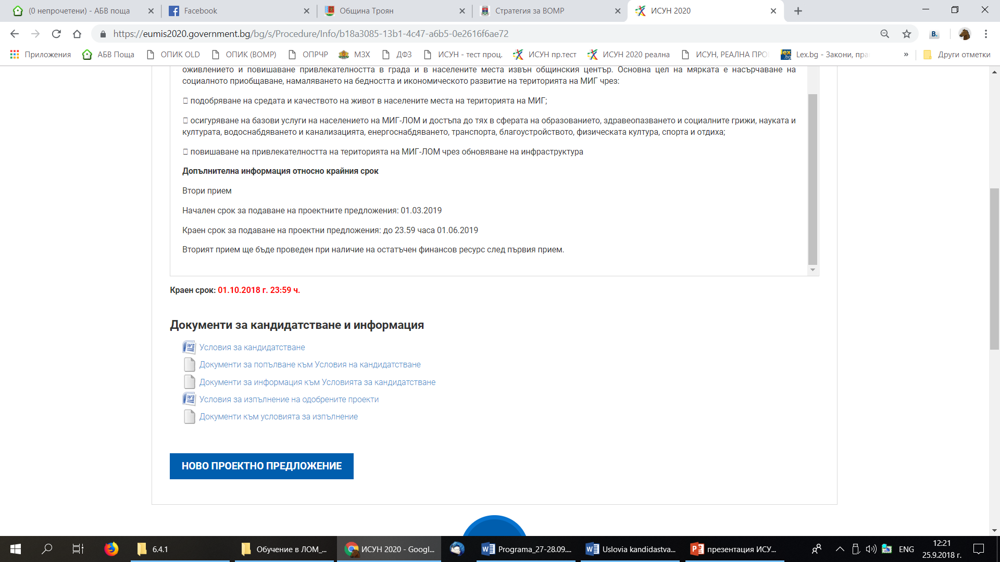 (0 непрочетени) - АБВ поща
Facebook
Община Троян
Стратегия за ВОМР
ИСУН 2020
https://eumis2020.government.bg/bg/s/Procedure/Info/b18a3085-13b1-4c47-a6b5-0e2616f6ae72
B.
Приложения
АБВ Поща
ОПИК OLD
ОПИК (ВОМР)
ОПРЧР
МЗХ
ДФЗ
ИСУН - тест проц.
ИСУН пр.тест
ИСУН 2020 реална
ИСУН, РЕАЛНА ПРО
Lex.bg - Закони, пра
»
Други отметки
оживлението и повишаване привлекателността в града и в населените места извън общинския център. Основна цел на мярката е насърчаване на
социалното приобщаване, намаляването на бедността и икономическото развитие на територията на МИГ чрез:
подобряване на средата и качеството на живот в населените места на територията на МИГ;
осигуряване на базови услуги на населението на МИГ-ЛОМ и достъпа до тях в сферата на образованието, здравеопазването и социалните грижи, науката и
културата, водоснабдяването и канализацията, енергоснабдяването, транспорта, благоустройството, физическата култура, спорта и отдиха;
повишаване на привлекателността на територията на МИГ-ЛОМ чрез обновяване на инфраструктура
Допълнителна информация относно крайния срок
Втори прием
Начален срок за подаване на проектните предложения: 01.03.2019
Краен срок за подаване на проектни предложения: до 23.59 часа 01.06.2019
Вторият прием ще бъде проведен при наличие на остатъчен финансов ресурс след първия прием.
Краен срок: 01.10.2018 г. 23:59 ч.
Документи за кандидатстване и информация
Условия за кандидатстване
Документи за попълване към Условия на кандидатстване
Документи за информация към Условията за кандидатстване
Условия за изпълнение на одобрените проекти
Документи към условията за изпълнение
НОВО ПРОЕКТНО ПРЕДЛОЖЕНИЕ
6.4.1
Обучение в ЛОМ_...
ИСУН 2020 - Googl...
Programa_27-28.09....
Uslovia kandidastva...
презентация ИСУ...
ENG
12:21
25.9.2018 г.